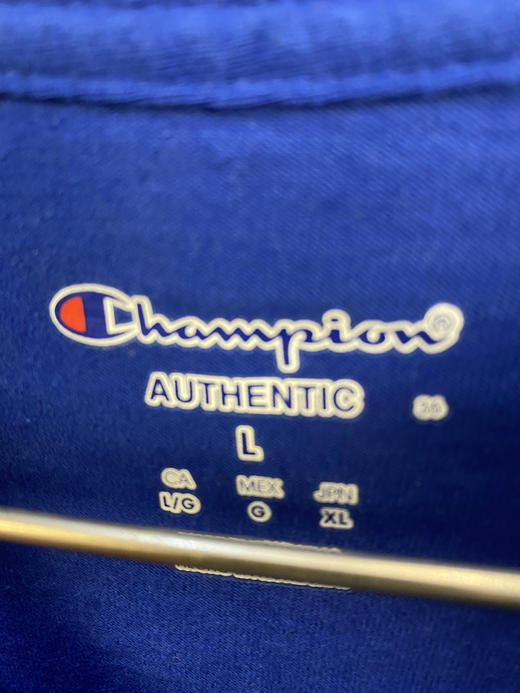 Champion®
AUTHENTIC
L
CA MEX JPN
L/G G XL